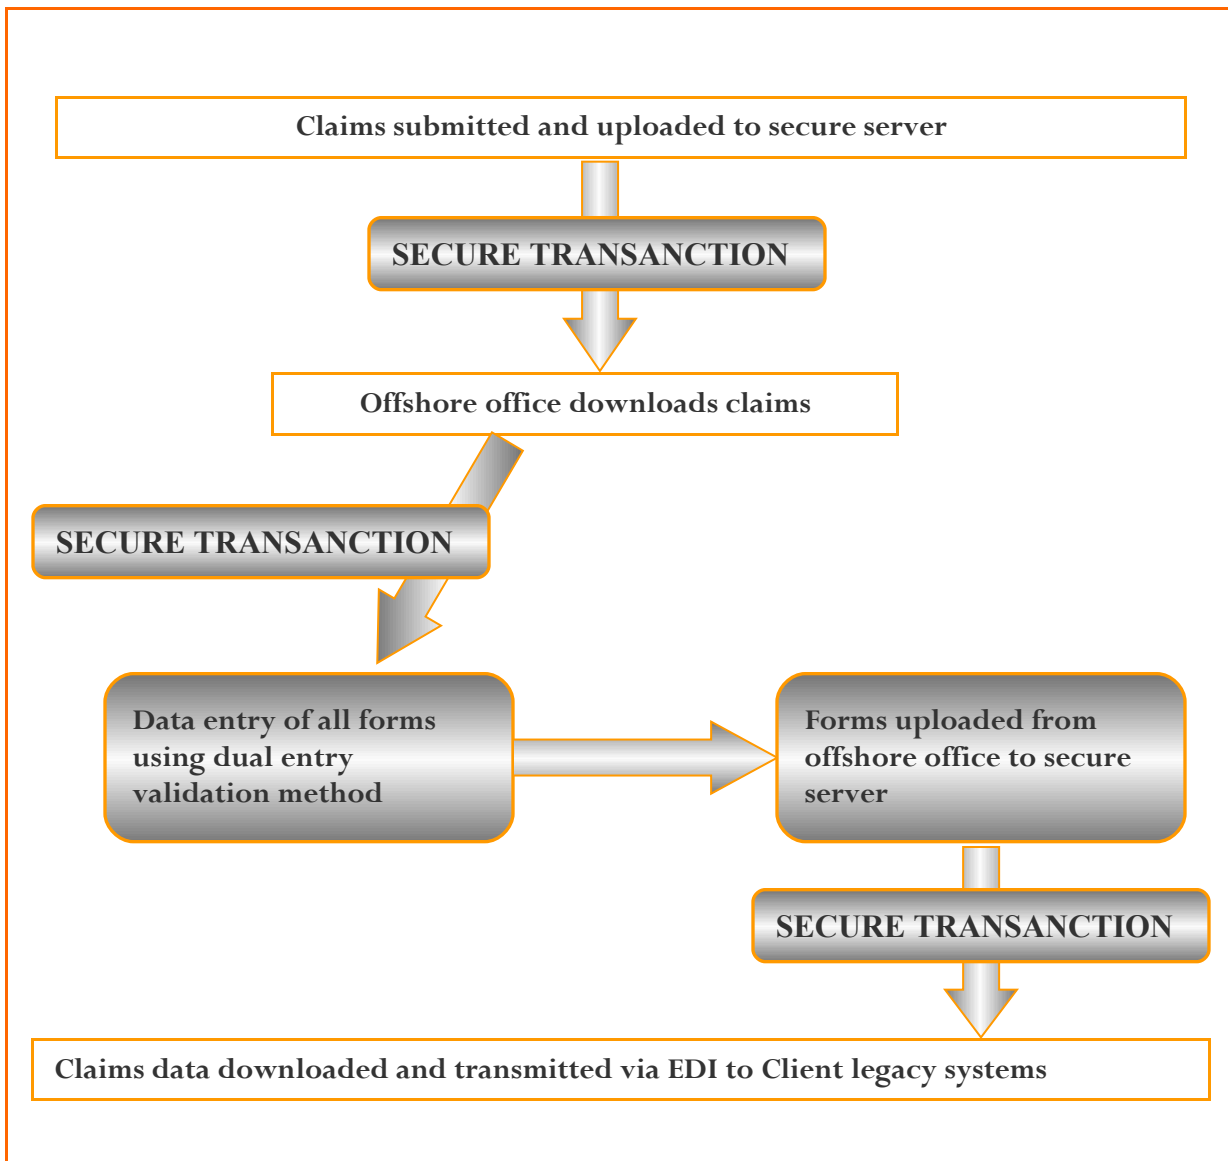 Claims submitted and uploaded to secure server
SECURE TRANSANCTION
Offshore office downloads claims
SECURE TRANSANCTION
Data entry of all forms
using dual entry
validation method
Forms uploaded from
offshore office to secure
server
SECURE TRANSANCTION
Claims data downloaded and transmitted via EDI to Client legacy systems